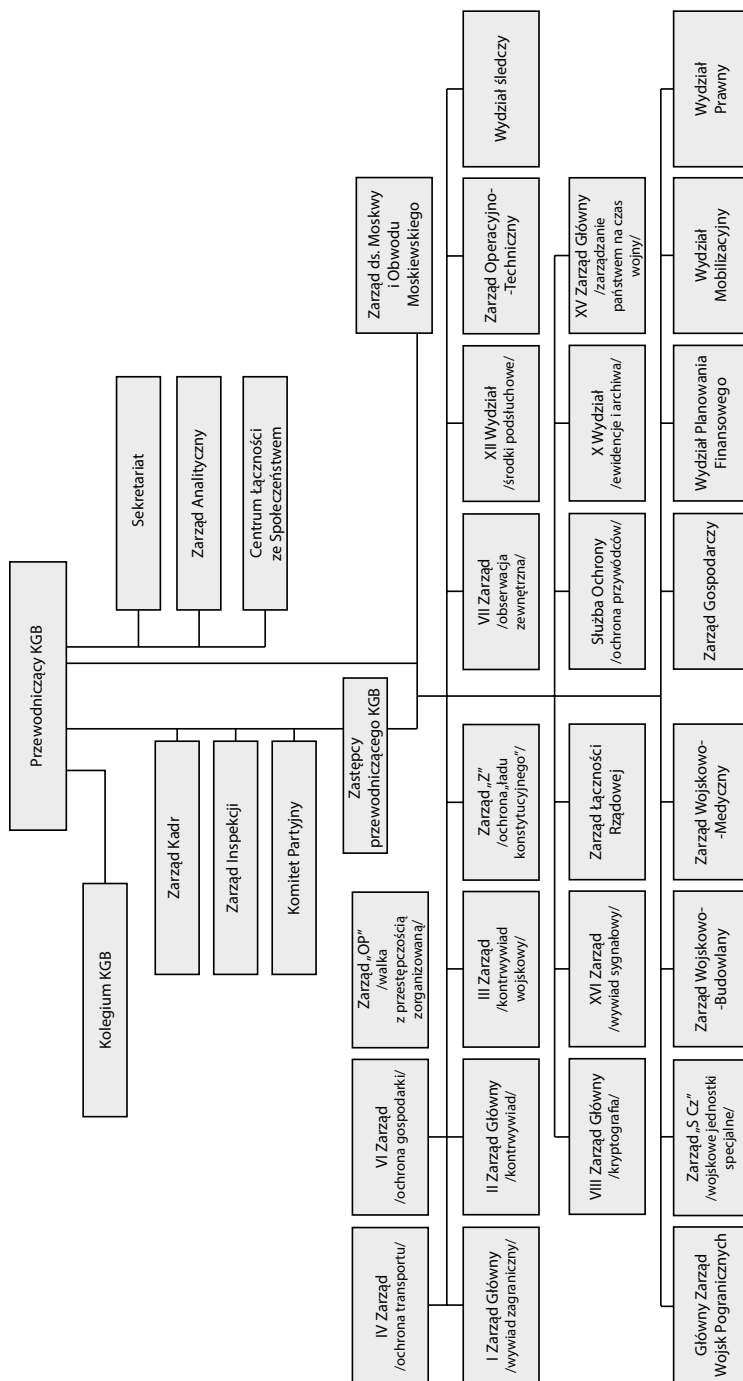 Przewodniczący KGB
Kolegium KGB
Sekretariat
Zarząd Analityczny
Centrum Łączności
ze Społeczeństwem
Zarząd Kadr
Zarząd Inspekcji
Komitet Partyjny
Zastępcy
przewodniczącego KGB
IV Zarząd
/ochrona transportu/
VI Zarząd
/ochrona gospodarki/
Zarząd „OP”
/walka
z przestępczością
zorganizowaną/
Zarząd ds. Moskwy
i Obwodu
Moskiewskiego
I Zarząd Główny
/wywiad zagraniczny/
II Zarząd Główny
/kontrwywiad/
III Zarząd
/kontrwywiad
wojskowy/
Zarząd „Z”
/ochrona „ładu
konstytucyjnego”/
VII Zarząd
/obserwacja
zewnętrzna/
XII Wydział
/środki podsłuchowe/
Zarząd Operacyjno-
-Techniczny
Wydział śledczy
VIII Zarząd Główny
/kryptografia/
XVI Zarząd
/wywiad sygnałowy/
Zarząd Łączności
Rządowej
Służba Ochrony
/ochrona przywódców/
X Wydział
/ewidencje i archiwa/
XV Zarząd Główny
/zarządzanie
państwem na czas
wojny/
Główny Zarząd
Wojsk Pogranicznych
Zarząd „S Cz”
/wojskowe jednostki
specjalne/
Zarząd Wojskowo-
-Budowlany
Zarząd Wojskowo-
-Medyczny
Zarząd Gospodarczy
Wydział Planowania
Finansowego
Wydział
Mobilizacyjny
Wydział
Prawny